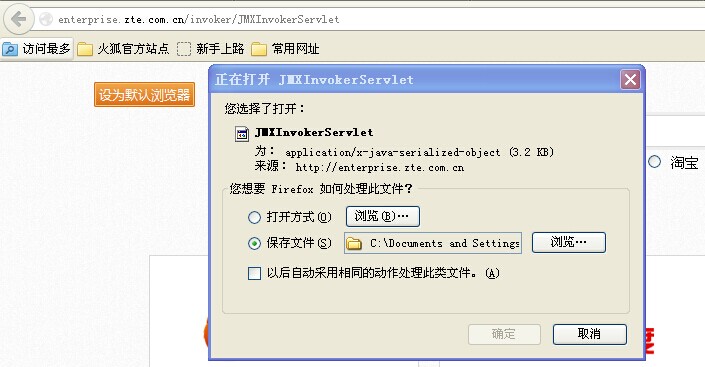 enterprise.zte.com.cn/invoker/JMXInvokerServlet
访问最多 火狐官方站点 新手上路 常用网址
设为默认浏览器
正在打开 JMXInvokerServlet
您选择了打开：
JMXInvokerServlet
为： application/x-java-serialized-object (3.2 KB)
来源： http://enterprise.zte.com.cn
淘宝
您想要 Firefox 如何处理此文件？
打开方式(O) 浏览(B)…
保存文件(S) C:\Documents and Settings 浏览…
以后自动采用相同的动作处理此类文件。(A)
确定 取消